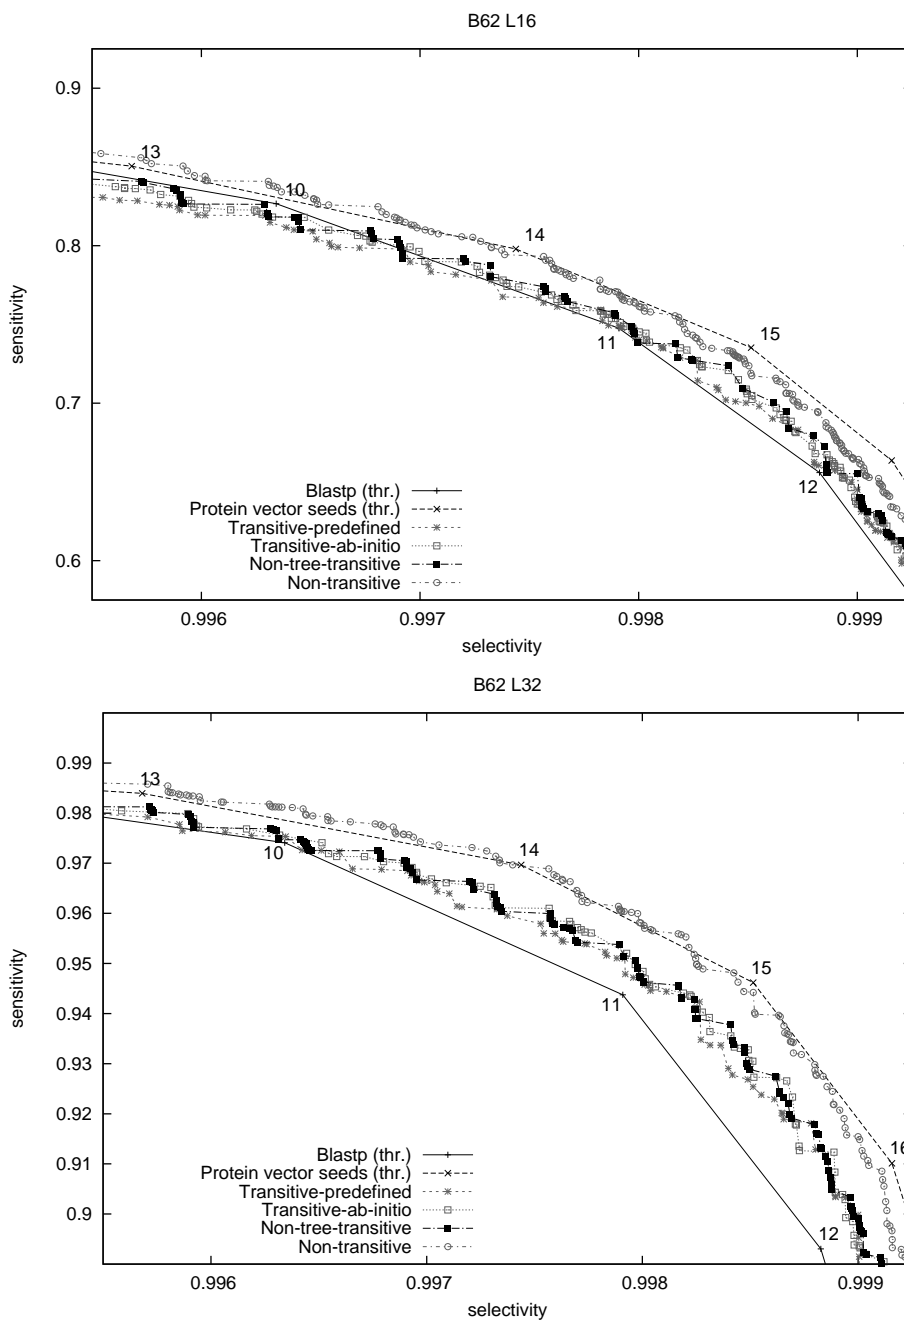 B62 L16
0.9
13
10
0.8
14
15
sensitivity
11
0.7
12
Blastp (thr.)
Protein vector seeds (thr.)
Transitive-predefined
Transitive-ab-initio
Non-tree-transitive
Non-transitive
0.6
0.996 0.997 0.998 0.999
selectivity
B62 L32
0.99
13
0.98
10
14
0.97
0.96
0.95
15
sensitivity
11
0.94
0.93
0.92
16
0.91
Blastp (thr.)
Protein vector seeds (thr.)
Transitive-predefined
Transitive-ab-initio
Non-tree-transitive
Non-transitive
0.9
12
0.996 0.997 0.998 0.999
selectivity